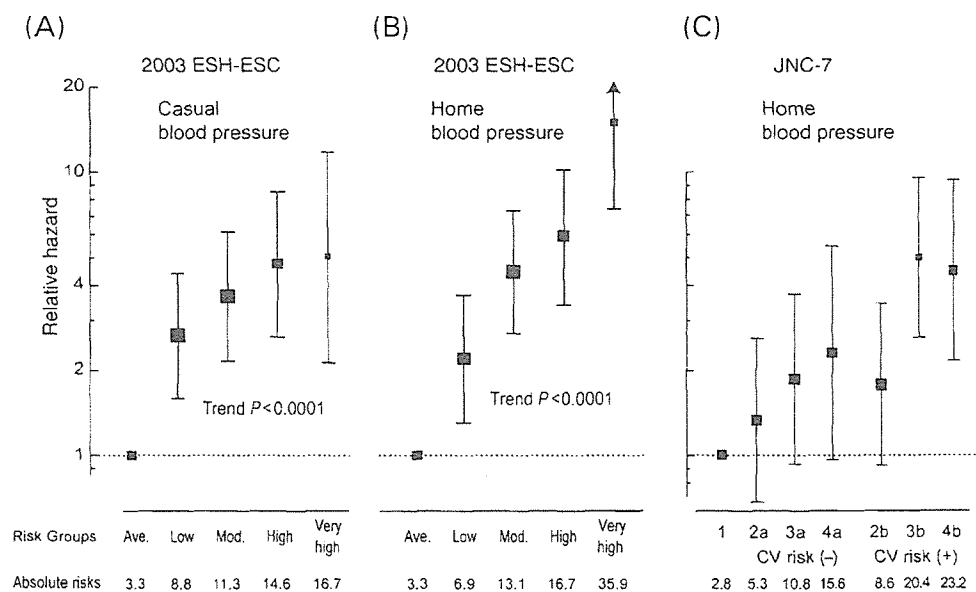 (A) (B) (C)
2003 ESH-ESC 2003 ESH-ESC JNC-7
Casual blood pressure
Home blood pressure
Home blood pressure
Relative hazard
20
10
4
2
1
Trend P<0.0001
Trend P<0.0001
Risk Groups Ave. Low Mod. High Very high Ave. Low Mod. High Very high 1 2a 3a 4a 2b 3b 4b
CV risk (–) CV risk (+)
Absolute risks 3.3 8.8 11.3 14.6 16.7 3.3 6.9 13.1 16.7 35.9 2.8 5.3 10.8 15.6 8.6 20.4 23.2